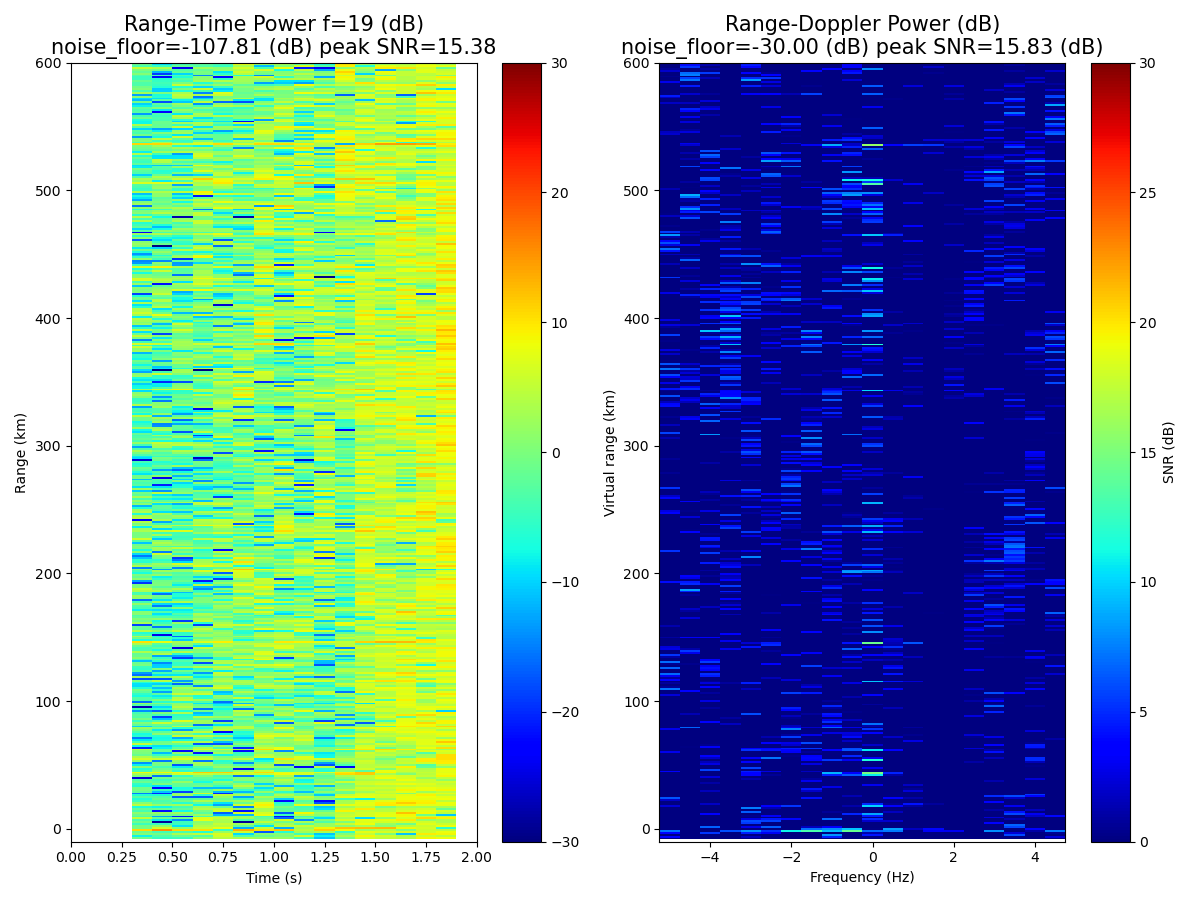 Range-Time Power f=19 (dB)
noise_floor=-107.81 (dB) peak SNR=15.38
Range (km)
600
500
400
300
200
100
0
0.00 0.25 0.50 0.75 1.00 1.25 1.50 1.75 2.00
Time (s)
30
20
10
0
−10
−20
−30
Range-Doppler Power (dB)
noise_floor=-30.00 (dB) peak SNR=15.83 (dB)
Virtual range (km)
600
500
400
300
200
100
0
−4 −2 0 2 4
Frequency (Hz)
30
25
20
15
10
5
0
SNR (dB)